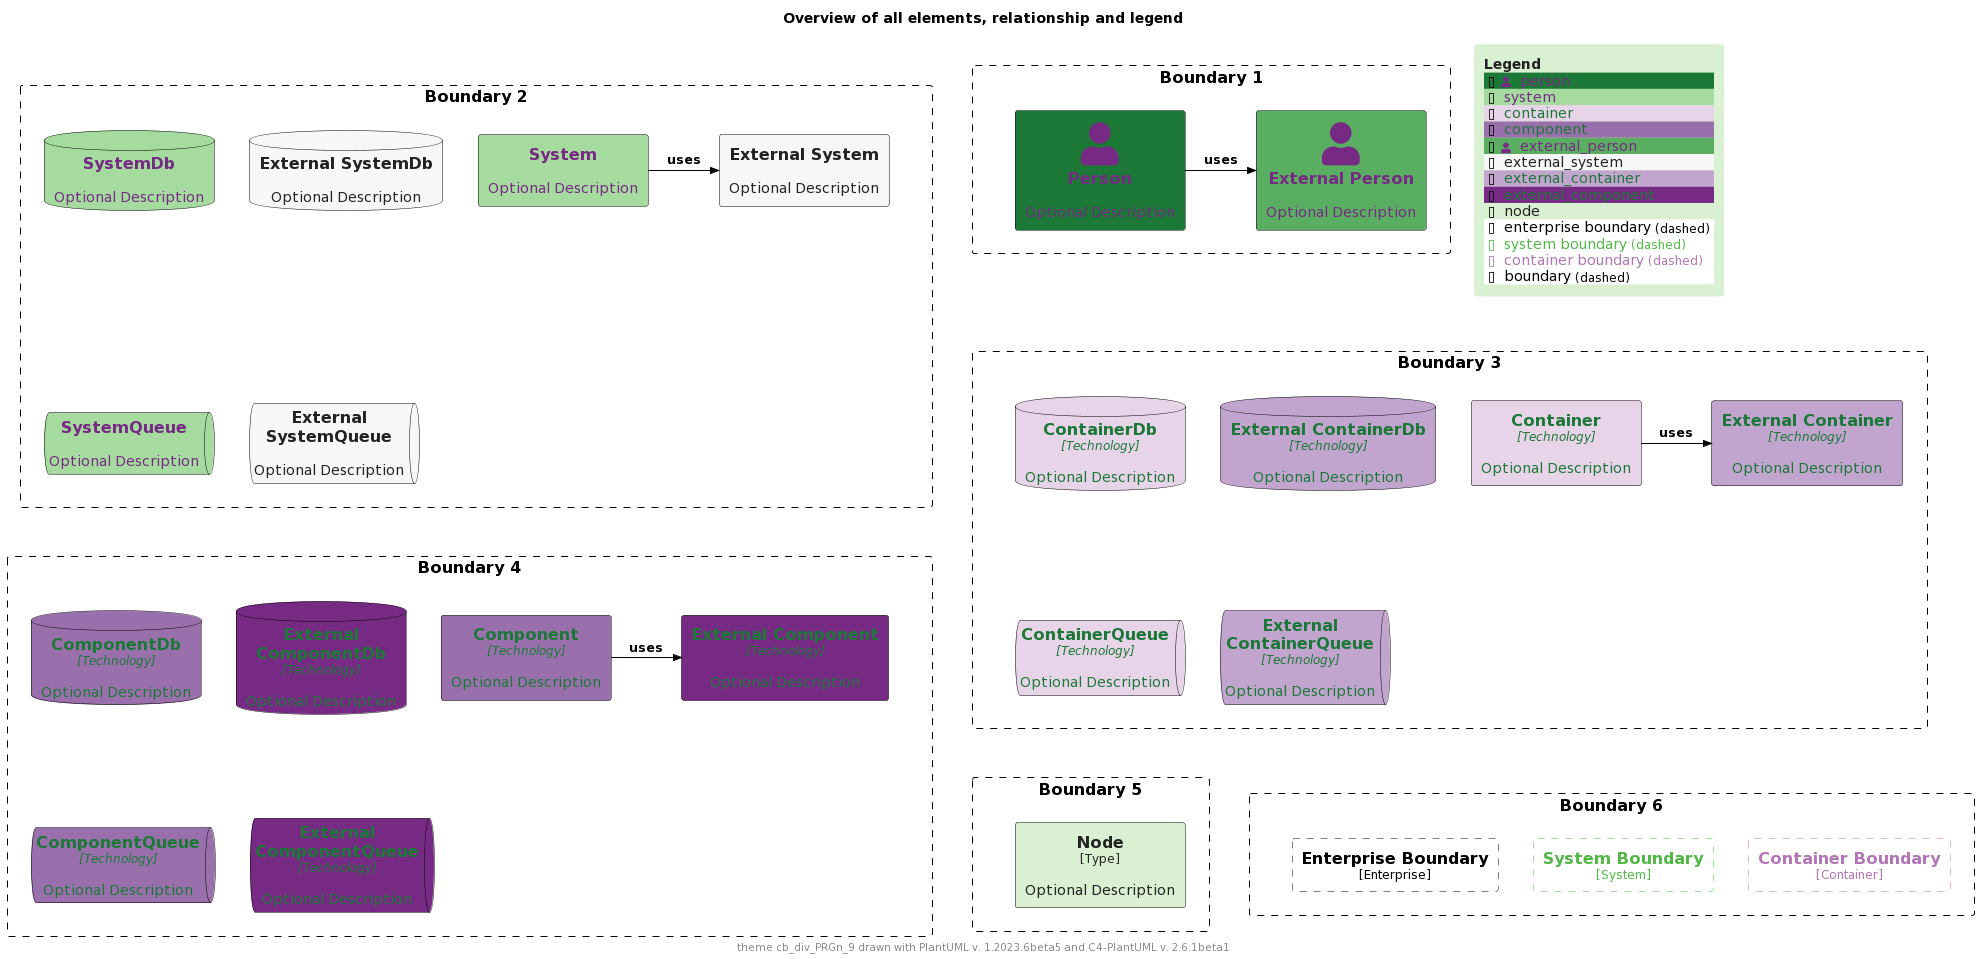 Overview of all elements, relationship and legend
Boundary 2
SystemDb
Optional Description
External SystemDb
Optional Description
System
Optional Description
uses
External System
Optional Description
SystemQueue
Optional Description
External
SystemQueue
Optional Description
Boundary 1
Person
Optional Description
uses
External Person
Optional Description
Legend
person
system
container
component
external_person
external_system
external_container
external_component
node
enterprise boundary (dashed)
system boundary (dashed)
container boundary (dashed)
boundary (dashed)
Boundary 3
ContainerDb
[Technology]
Optional Description
External ContainerDb
[Technology]
Optional Description
Container
[Technology]
Optional Description
uses
External Container
[Technology]
Optional Description
ContainerQueue
[Technology]
Optional Description
External
ContainerQueue
[Technology]
Optional Description
Boundary 4
ComponentDb
[Technology]
Optional Description
External
ComponentDb
[Technology]
Optional Description
Component
[Technology]
Optional Description
uses
External Component
[Technology]
Optional Description
ComponentQueue
[Technology]
Optional Description
External
ComponentQueue
[Technology]
Optional Description
Boundary 5
Node
[Type]
Optional Description
Boundary 6
Enterprise Boundary
[Enterprise]
System Boundary
[System]
Container Boundary
[Container]
theme cb_div_PRGn_9 drawn with PlantUML v. 1.2023.6beta5 and C4-PlantUML v. 2.6.1beta1